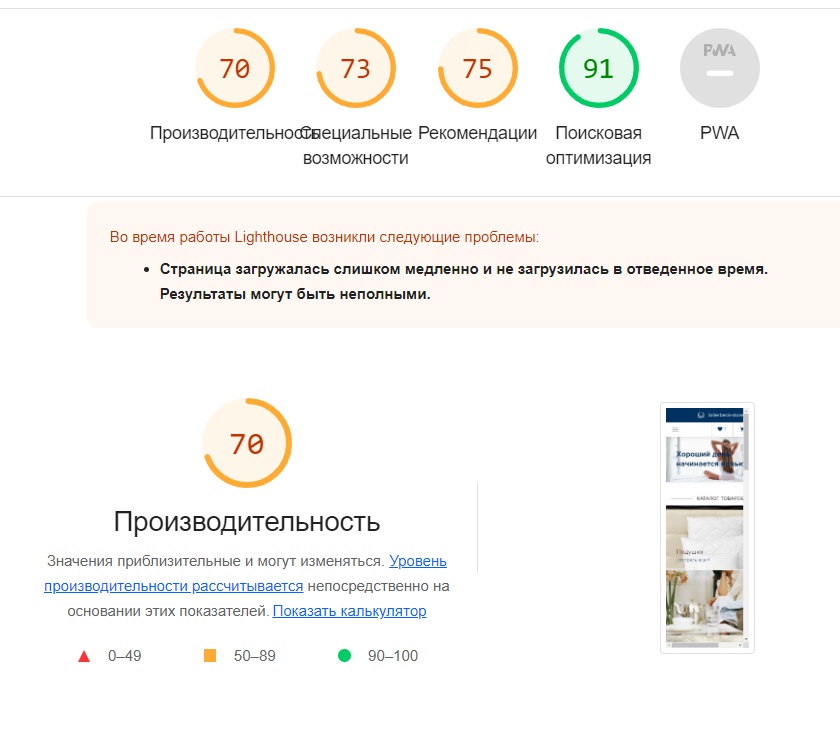 70
73
75
91
PWA
Производительность
Специальные
возможности
Рекомендации
Поисковая
оптимизация
PWA
Во время работы Lighthouse возникли следующие проблемы:
• Страница загружалась слишком медленно и не загрузилась в отведенное время.
Результаты могут быть неполными.
70
Производительность
Значения приблизительные и могут изменяться. Уровень
производительности рассчитывается непосредственно на
основании этих показателей. Показать калькулятор
0–49
50–89
90–100
Хороший
начинается
КАТАЛОГ ТОВАРОВ
Подушки